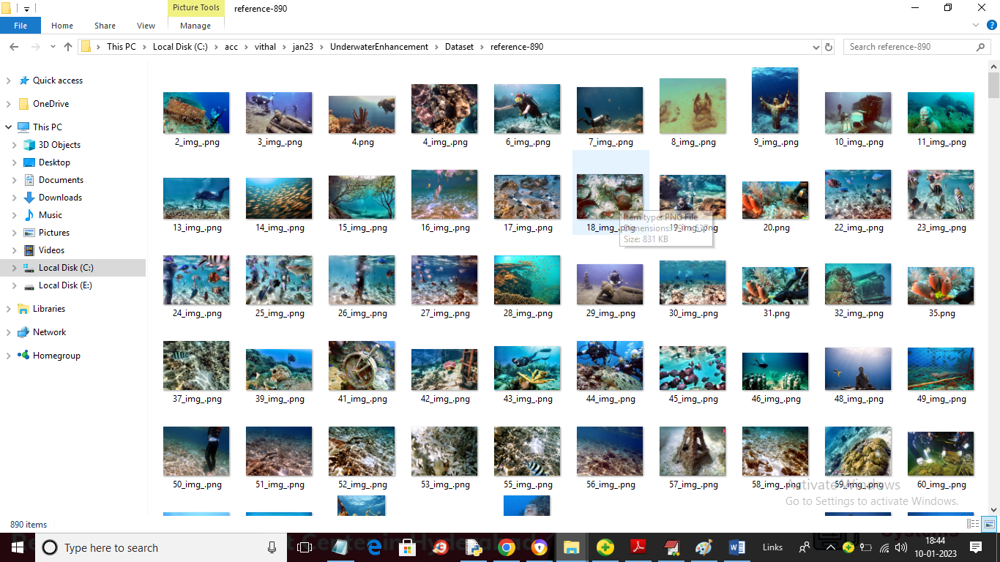 Picture Tools
reference-890
File
Home
Share
View
Manage
This PC
Local Disk (C:)
acc
vithal
jan23
UnderwaterEnhancement
Dataset
reference-890
Search reference-890
Quick access
OneDrive
This PC
3D Objects
Desktop
Documents
Downloads
Music
Pictures
Videos
Local Disk (C:)
Local Disk (E:)
Libraries
Network
Homegroup
2_img_.png
3_img_.png
4.png
4_img_.png
6_img_.png
7_img_.png
8_img_.png
9_img_.png
10_img_.png
11_img_.png
13_img_.png
14_img_.png
15_img_.png
16_img_.png
17_img_.png
18_img_.png
19_img_.png
20.png
22_img_.png
23_img_.png
Item type: PNG File
Dimensions:
Size: 831 KB
24_img_.png
25_img_.png
26_img_.png
27_img_.png
28_img_.png
29_img_.png
30_img_.png
31.png
32_img_.png
35.png
37_img_.png
39_img_.png
41_img_.png
42_img_.png
43_img_.png
44_img_.png
45_img_.png
46_img_.png
48_img_.png
49_img_.png
50_img_.png
51_img_.png
52_img_.png
53_img_.png
55_img_.png
56_img_.png
57_img_.png
58_img_.png
59_img_.png
60_img_.png
Activate Windows
Go to Settings to activate Windows.
890 items
Type here to search
Links
18:44
10-01-2023